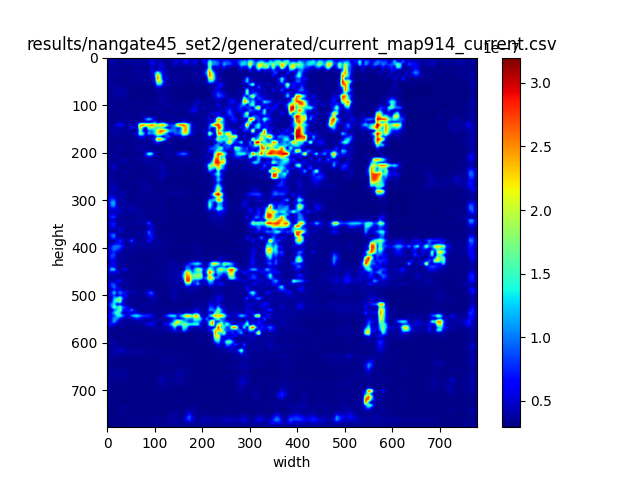 results/nangate45_set2/generated/current_map914_current.csv
1e−7
0
100
200
300
400
500
600
700
height
0 100 200 300 400 500 600 700
width
3.0
2.5
2.0
1.5
1.0
0.5